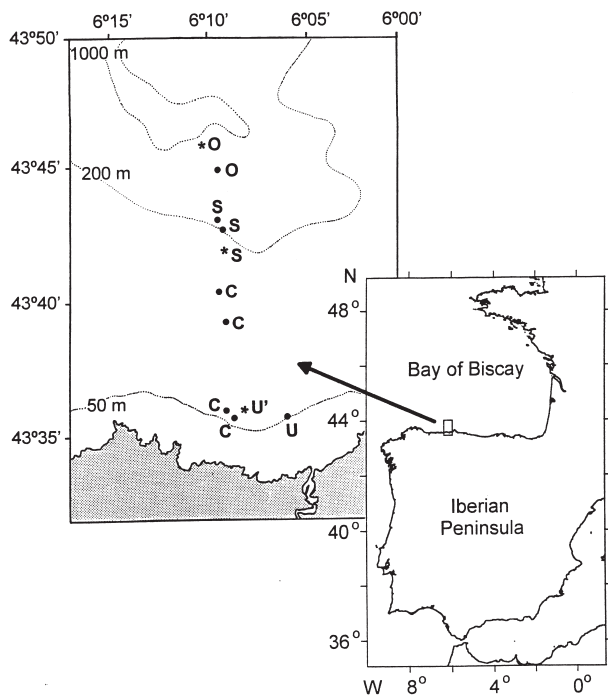 6º15’ 6º10’ 6º05’ 6º00’
43º50’
1000 m
*O
43º45’
O
200 m
S
S
*S
43º40’
C
C
N
48º
Bay of Biscay
50 m
C *U’
C U
43º35’
44º
Iberian
Peninsula
40º
36º
W 8º 4º 0º